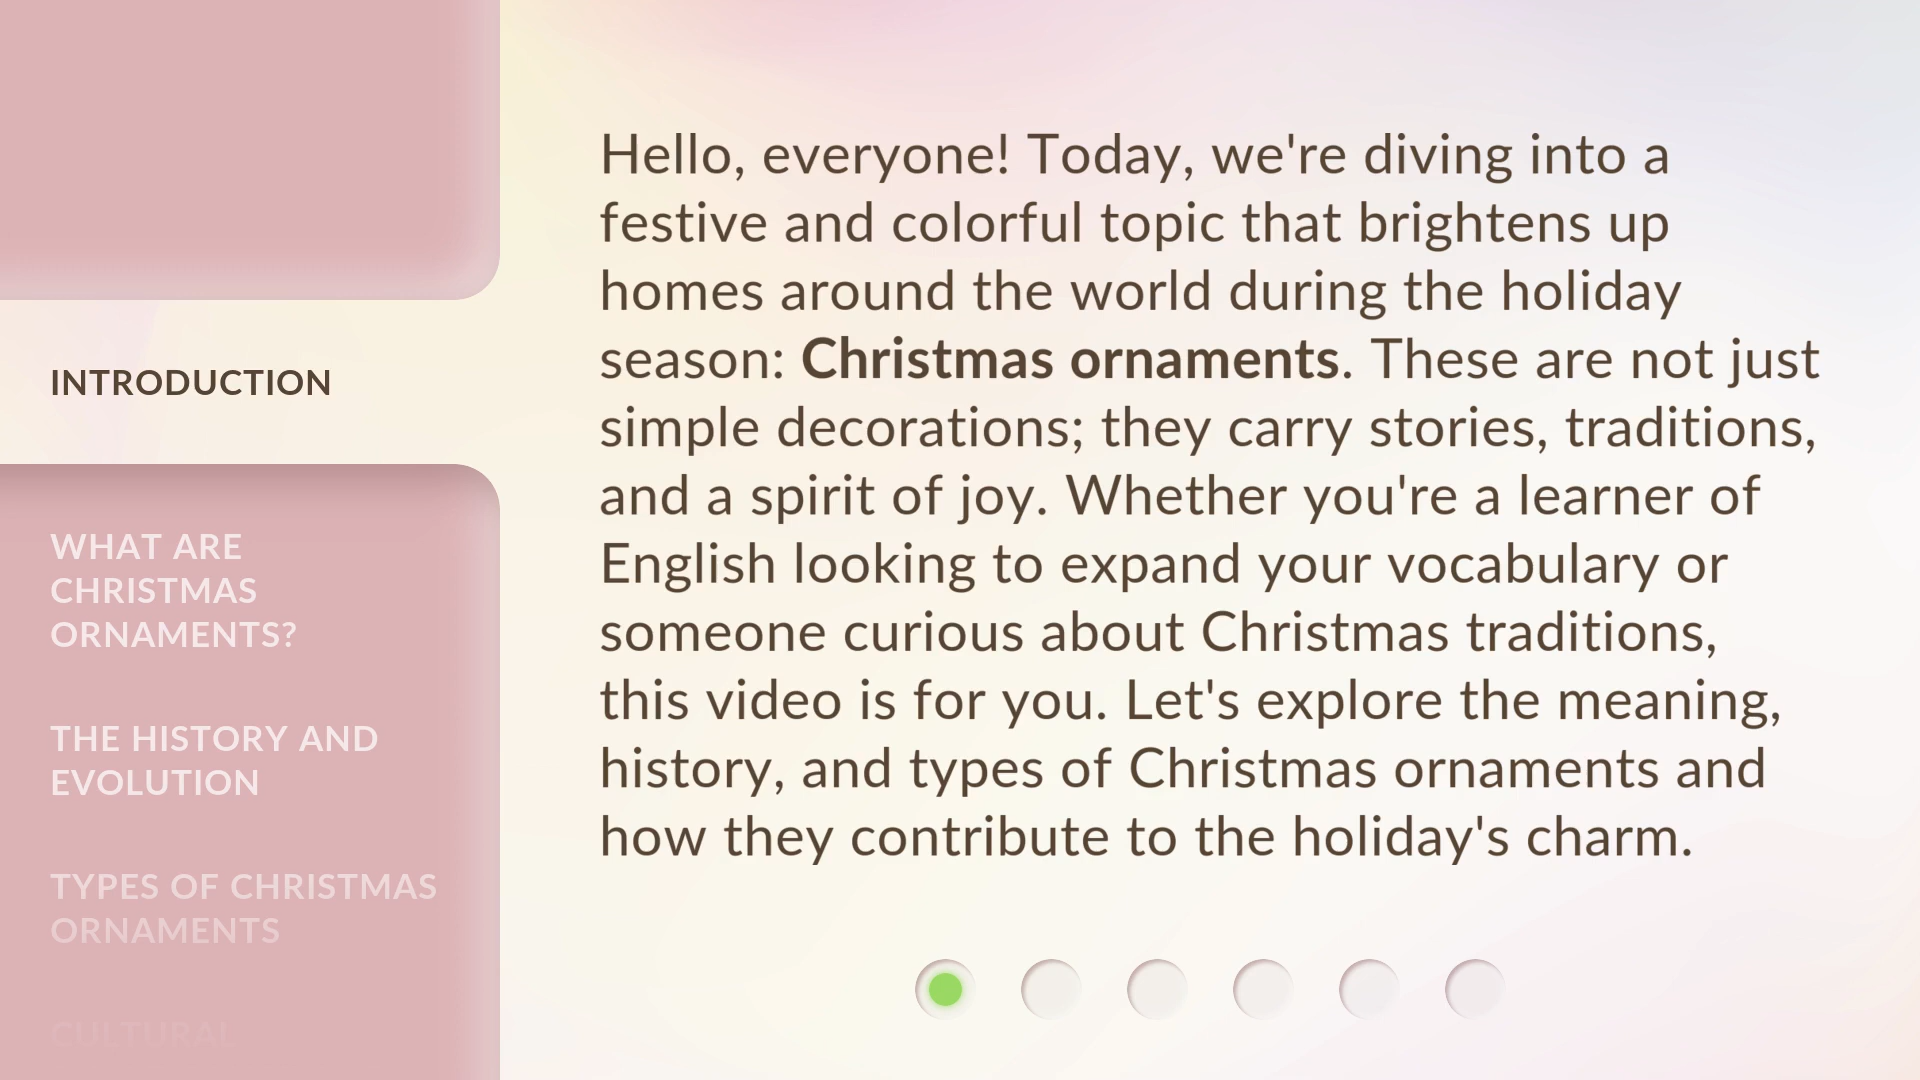 INTRODUCTION
WHAT ARE
CHRISTMAS
ORNAMENTS?
THE HISTORY AND
EVOLUTION
TYPES OF CHRISTMAS
ORNAMENTS
CULTURAL
Hello, everyone! Today, we're diving into a
festive and colorful topic that brightens up
homes around the world during the holiday
season: Christmas ornaments. These are not just
simple decorations; they carry stories, traditions,
and a spirit of joy. Whether you're a learner of
English looking to expand your vocabulary or
someone curious about Christmas traditions,
this video is for you. Let's explore the meaning,
history, and types of Christmas ornaments and
how they contribute to the holiday's charm.